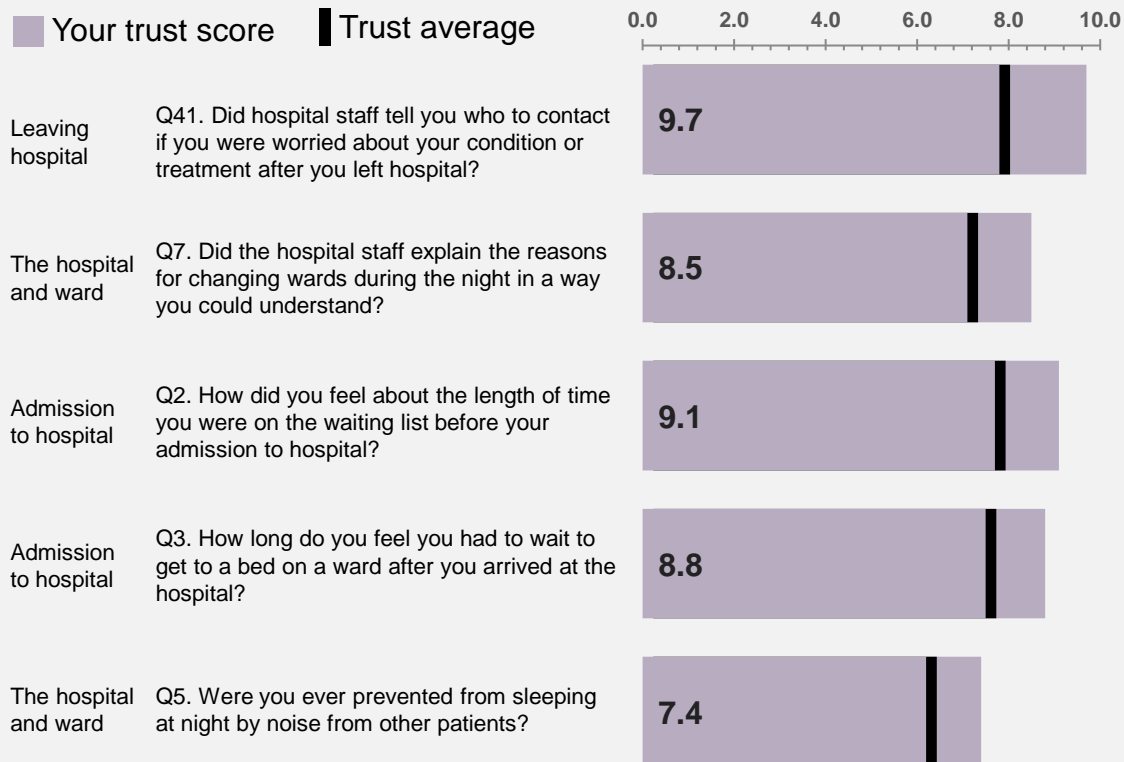 Your trust score
Trust average
0.0 2.0 4.0 6.0 8.0 10.0
Leaving
hospital
Q41. Did hospital staff tell you who to contact
if you were worried about your condition or
treatment after you left hospital?
9.7
The hospital
and ward
Q7. Did the hospital staff explain the reasons
for changing wards during the night in a way
you could understand?
8.5
Admission
to hospital
Q2. How did you feel about the length of time
you were on the waiting list before your
admission to hospital?
9.1
Admission
to hospital
Q3. How long do you feel you had to wait to
get to a bed on a ward after you arrived at the
hospital?
8.8
The hospital
and ward
Q5. Were you ever prevented from sleeping
at night by noise from other patients?
7.4